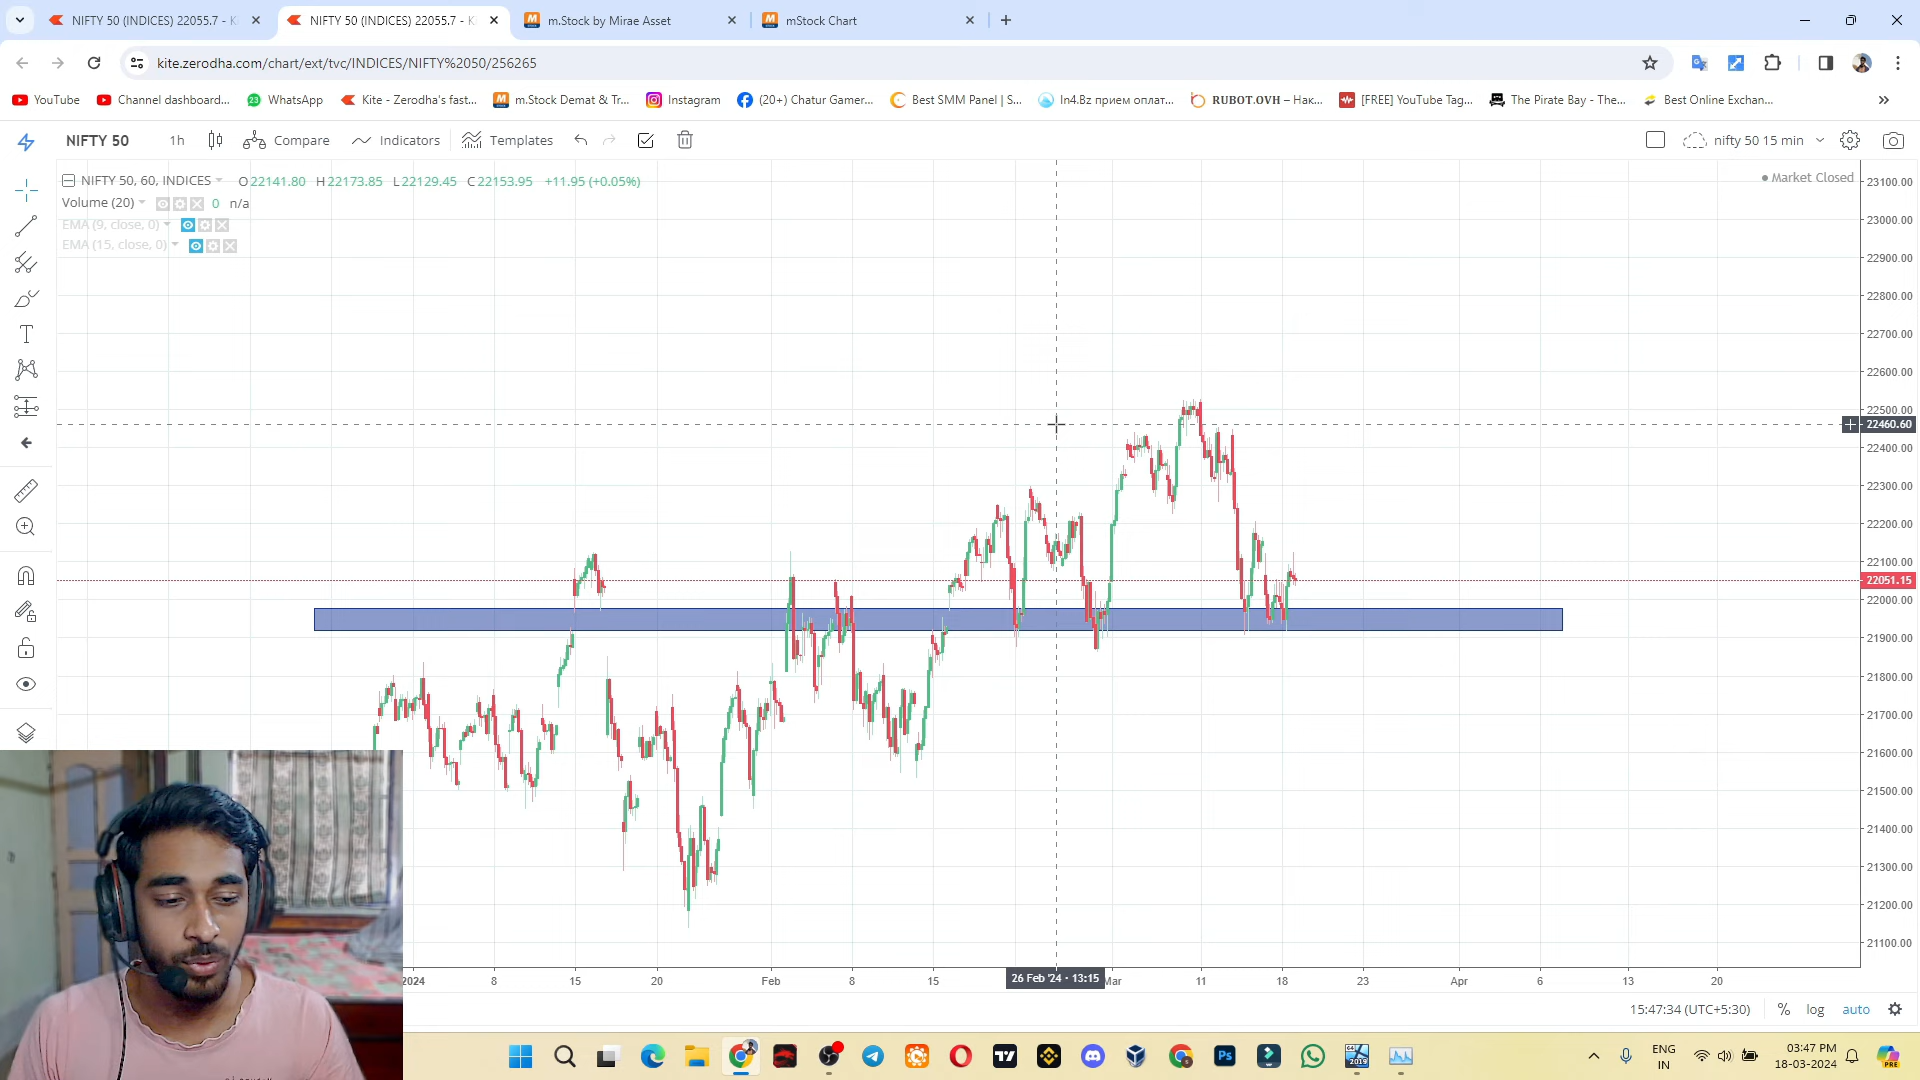 NIFTY 50 (INDICES) 22055.7 - K
NIFTY 50 (INDICES) 22055.7 - K
m.Stock by Mirae Asset
mStock Chart
kite.zerodha.com/chart/ext/tvc/INDICES/NIFTY%2050/256265
YouTube
Channel dashboard...
WhatsApp
Kite - Zerodha's fast...
m.Stock Demat & Tr...
Instagram
(20+) Chatur Gamer...
Best SMM Panel | S...
In4.Bz прием оплат...
RUBOT.OVH – Нак...
[FREE] YouTube Tag...
The Pirate Bay - The...
Best Online Exchan...
NIFTY 50
1h
Compare
Indicators
Templates
nifty 50 15 min
NIFTY 50, 60, INDICES O22141.80 H22173.85 L22129.45 C22153.95 +11.95 (+0.05%)
Volume (20) 0 n/a
EMA (9, close, 0)
EMA (15, close, 0)
Market Closed
23100.00
23000.00
22900.00
22800.00
22700.00
22600.00
22500.00
22460.60
22400.00
22300.00
22200.00
22100.00
22051.15
22000.00
21900.00
21800.00
21700.00
21600.00
21500.00
21400.00
21300.00
21200.00
21100.00
2024 8 15 20 Feb 8 15 26 Feb '24 • 13:15 Mar 11 18 23 Apr 6 13 20
15:47:34 (UTC+5:30) % log auto
ENG
IN
03:47 PM
18-03-2024